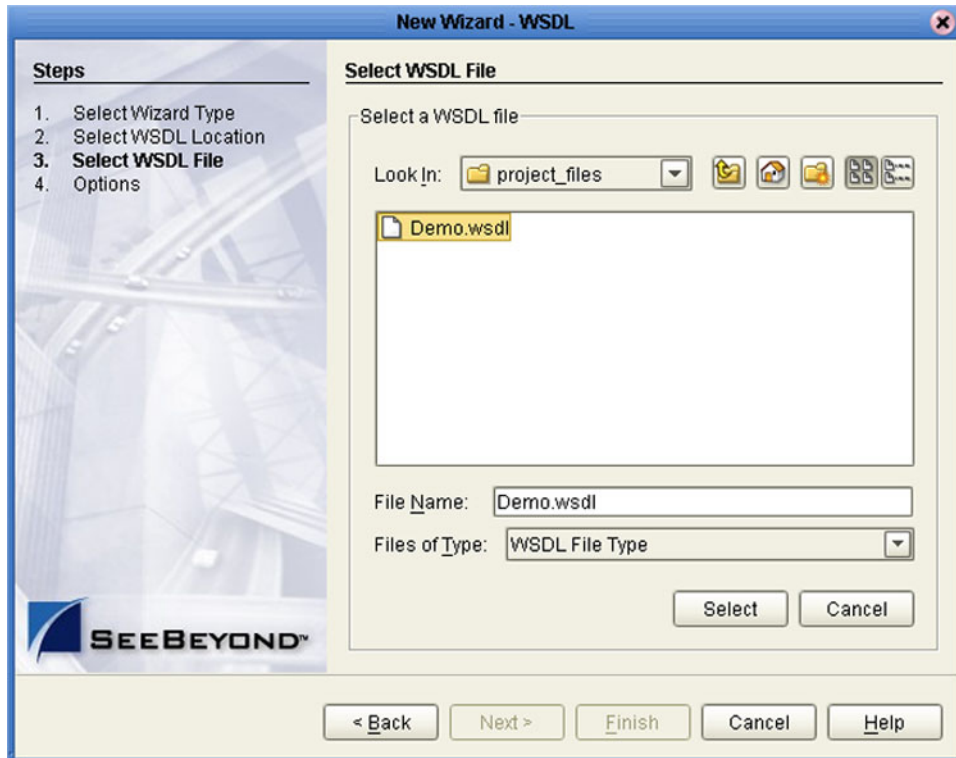 New Wizard - WSDL
Steps
1. Select Wizard Type
2. Select WSDL Location
3. Select WSDL File
4. Options
SEEBEYOND™
Select WSDL File
Select a WSDL file
Look In: project_files
Demo.wsdl
File Name: Demo.wsdl
Files of Type: WSDL File Type
Select Cancel
< Back Next > Finish Cancel Help